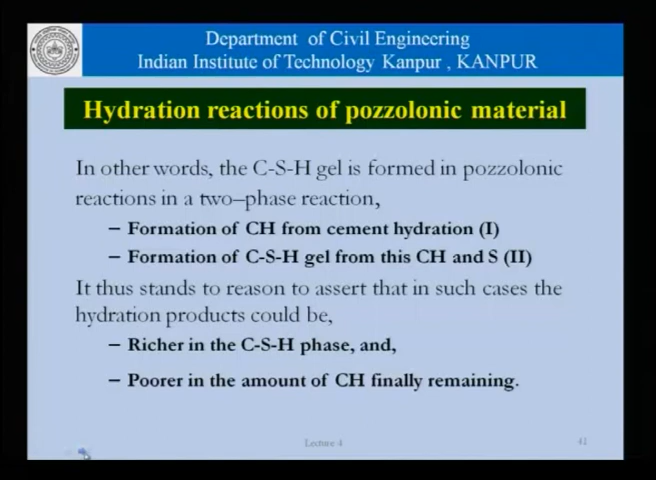 Department of Civil Engineering
Indian Institute of Technology Kanpur , KANPUR
Hydration reactions of pozzolonic material
In other words, the C-S-H gel is formed in pozzolonic
reactions in a two–phase reaction,
– Formation of CH from cement hydration (I)
– Formation of C-S-H gel from this CH and S (II)
It thus stands to reason to assert that in such cases the
hydration products could be,
– Richer in the C-S-H phase, and,
– Poorer in the amount of CH finally remaining.
Lecture 4
41